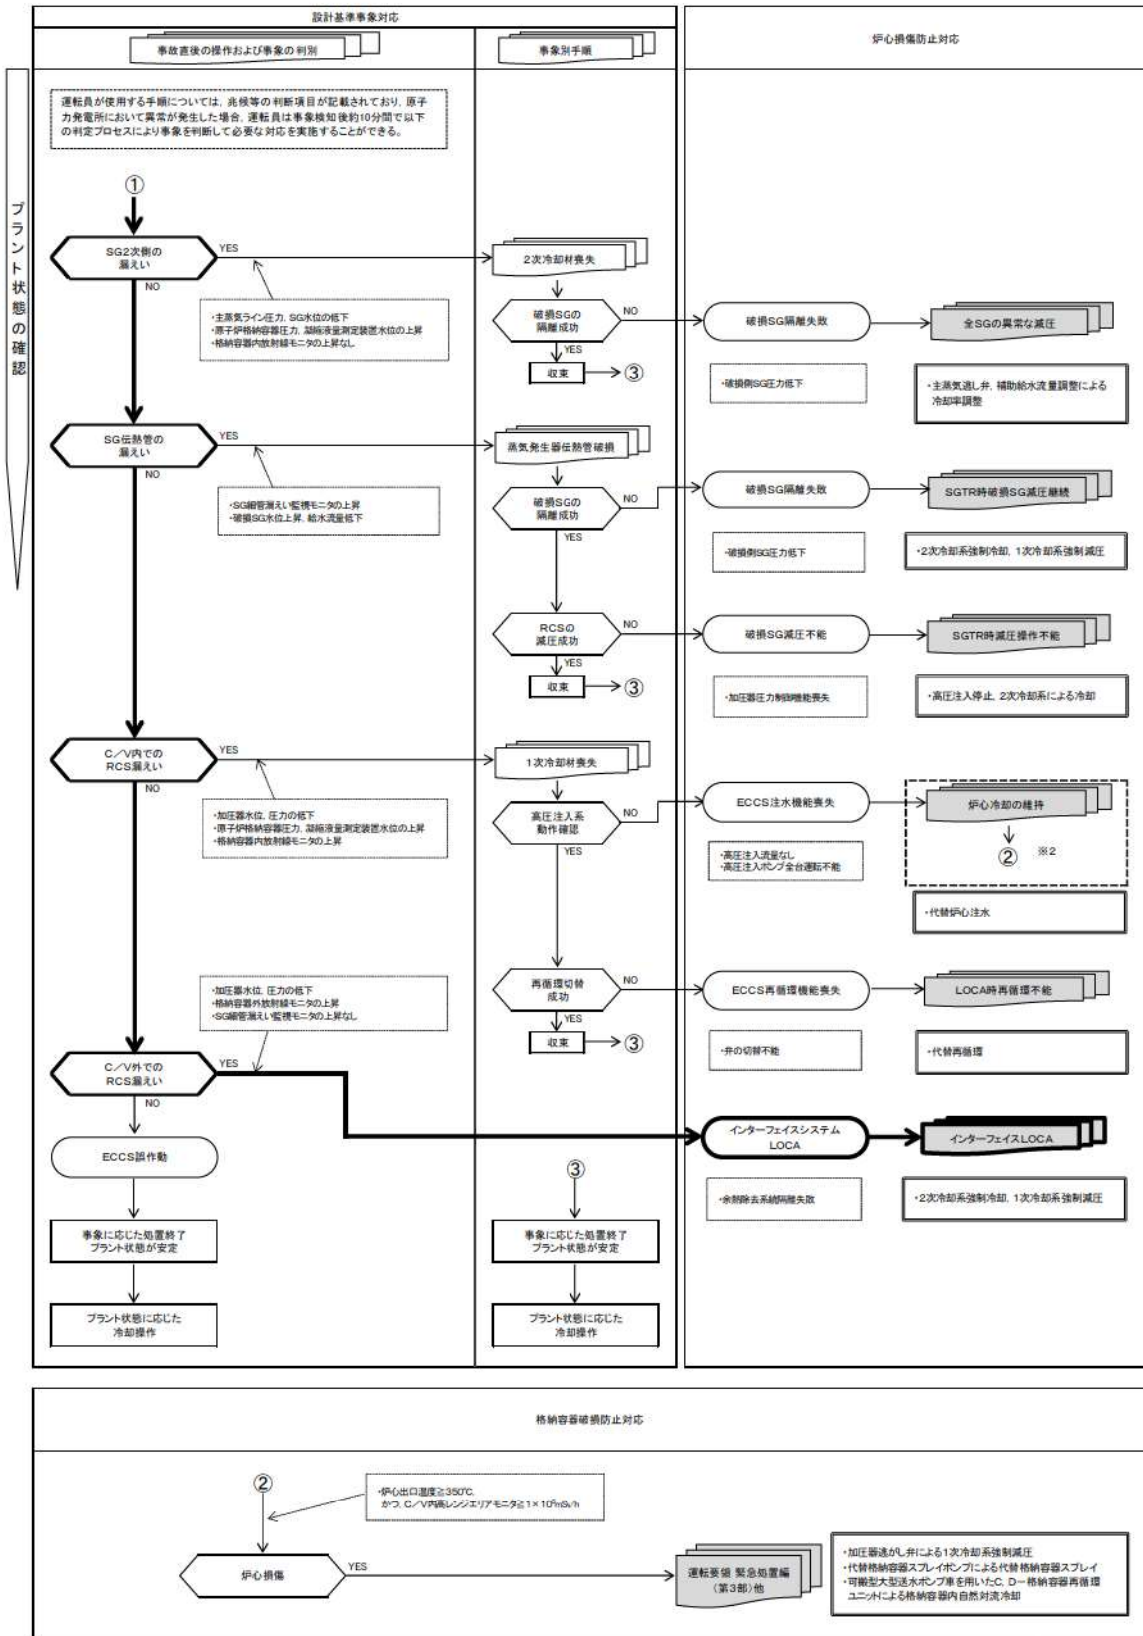 設計基準事象対応
炉心損傷防止対応
事故直後の操作および事象の判別
事象別手順
プラント状態の確認
運転員が使用する手順については，兆候等の判断項目が記載されており，原子
力発電所において異常が発生した場合，運転員は事象検知後約10分間で以下
の判定プロセスにより事象を判断して必要な対応を実施することができる。
①
SG2次側の
漏えい
YES
NO
・主蒸気ライン圧力，SG水位の低下
・原子炉格納容器圧力，凝縮液量測定装置水位の上昇
・格納容器内放射線モニタの上昇なし
2次冷却材喪失
破損SGの
隔離成功
NO
YES
収束
③
破損SG隔離失敗
・破損側SG圧力低下
全SGの異常な減圧
・主蒸気逃し弁，補助給水流量調整による
冷却率調整
SG伝熱管の
漏えい
YES
NO
・SG細管漏えい監視モニタの上昇
・破損SG水位上昇，給水流量低下
蒸気発生器伝熱管破損
破損SGの
隔離成功
NO
YES
破損SG隔離失敗
・破損側SG圧力低下
SGTR時破損SG減圧継続
・2次冷却系強制冷却，1次冷却系強制減圧
RCSの
減圧成功
NO
YES
収束
③
破損SG減圧不能
・加圧器圧力制御機能喪失
SGTR時減圧操作不能
・高圧注入停止，2次冷却系による冷却
C／V内での
RCS漏えい
YES
NO
・加圧器水位，圧力の低下
・原子炉格納容器圧力，凝縮液量測定装置水位の上昇
・格納容器内放射線モニタの上昇
1次冷却材喪失
高圧注入系
動作確認
NO
YES
ECCS注水機能喪失
・高圧注入流量なし
・高圧注入ポンプ全台運転不能
炉心冷却の維持
② ※2
・代替炉心注水
再循環切替
成功
NO
YES
収束
③
ECCS再循環機能喪失
・弁の切替不能
LOCA時再循環不能
・代替再循環
・加圧器水位，圧力の低下
・格納容器外放射線モニタの上昇
・SG細管漏えい監視モニタの上昇なし
C／V外での
RCS漏えい
YES
NO
インターフェイスシステム
LOCA
・余熱除去系統隔離失敗
インターフェイスLOCA
・2次冷却系強制冷却，1次冷却系強制減圧
ECCS誤作動
事象に応じた処置終了
プラント状態が安定
プラント状態に応じた
冷却操作
③
事象に応じた処置終了
プラント状態が安定
プラント状態に応じた
冷却操作
格納容器破損防止対応
②
・炉心出口温度≧350℃，
かつ，C／V内高レンジエリアモニタ≧1×10⁵mSv/h
炉心損傷
YES
運転要領 緊急処置編
（第3部）他
・加圧器逃がし弁による1次冷却系強制減圧
・代替格納容器スプレイポンプによる代替格納容器スプレイ
・可搬型大型送水ポンプ車を用いたC，D－格納容器再循環
ユニットによる格納容器内自然対流冷却